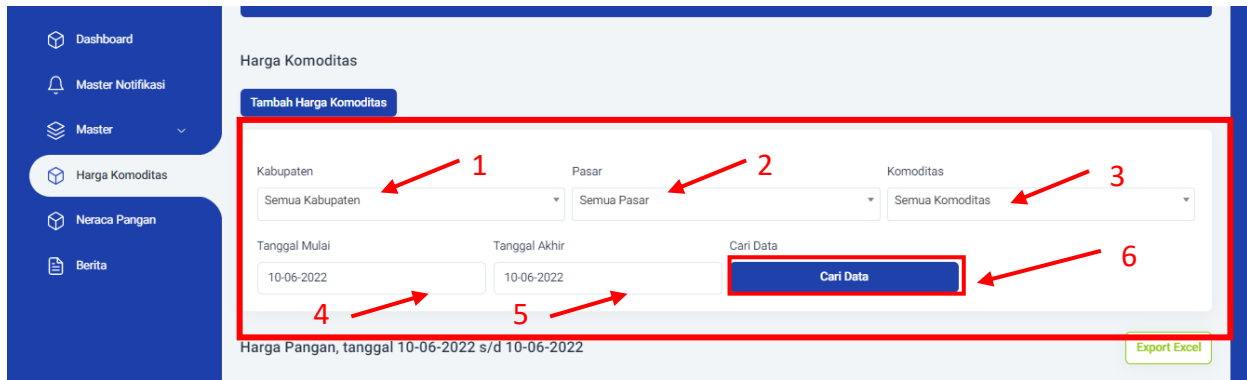 Dashboard
Master Notifikasi
Master
Harga Komoditas
Neraca Pangan
Berita
Harga Komoditas
Tambah Harga Komoditas
Kabupaten
1
Pasar
2
Komoditas
3
Semua Kabupaten
Semua Pasar
Semua Komoditas
Tanggal Mulai
Tanggal Akhir
Cari Data
6
10-06-2022
10-06-2022
Cari Data
4
5
Harga Pangan, tanggal 10-06-2022 s/d 10-06-2022
Export Excel